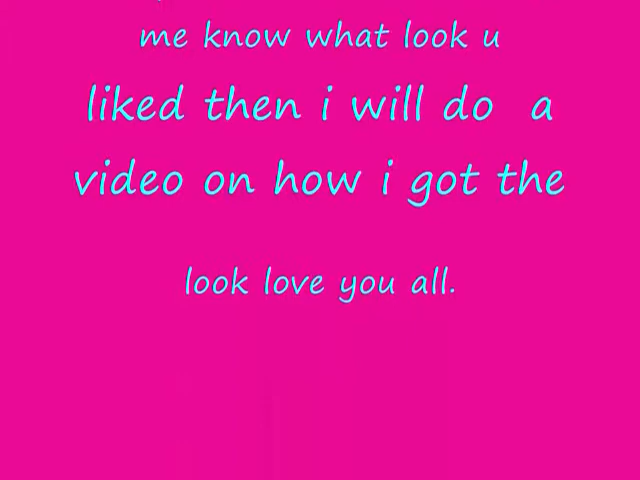 me know what look u
liked then i will do a
video on how i got the
look love you all.